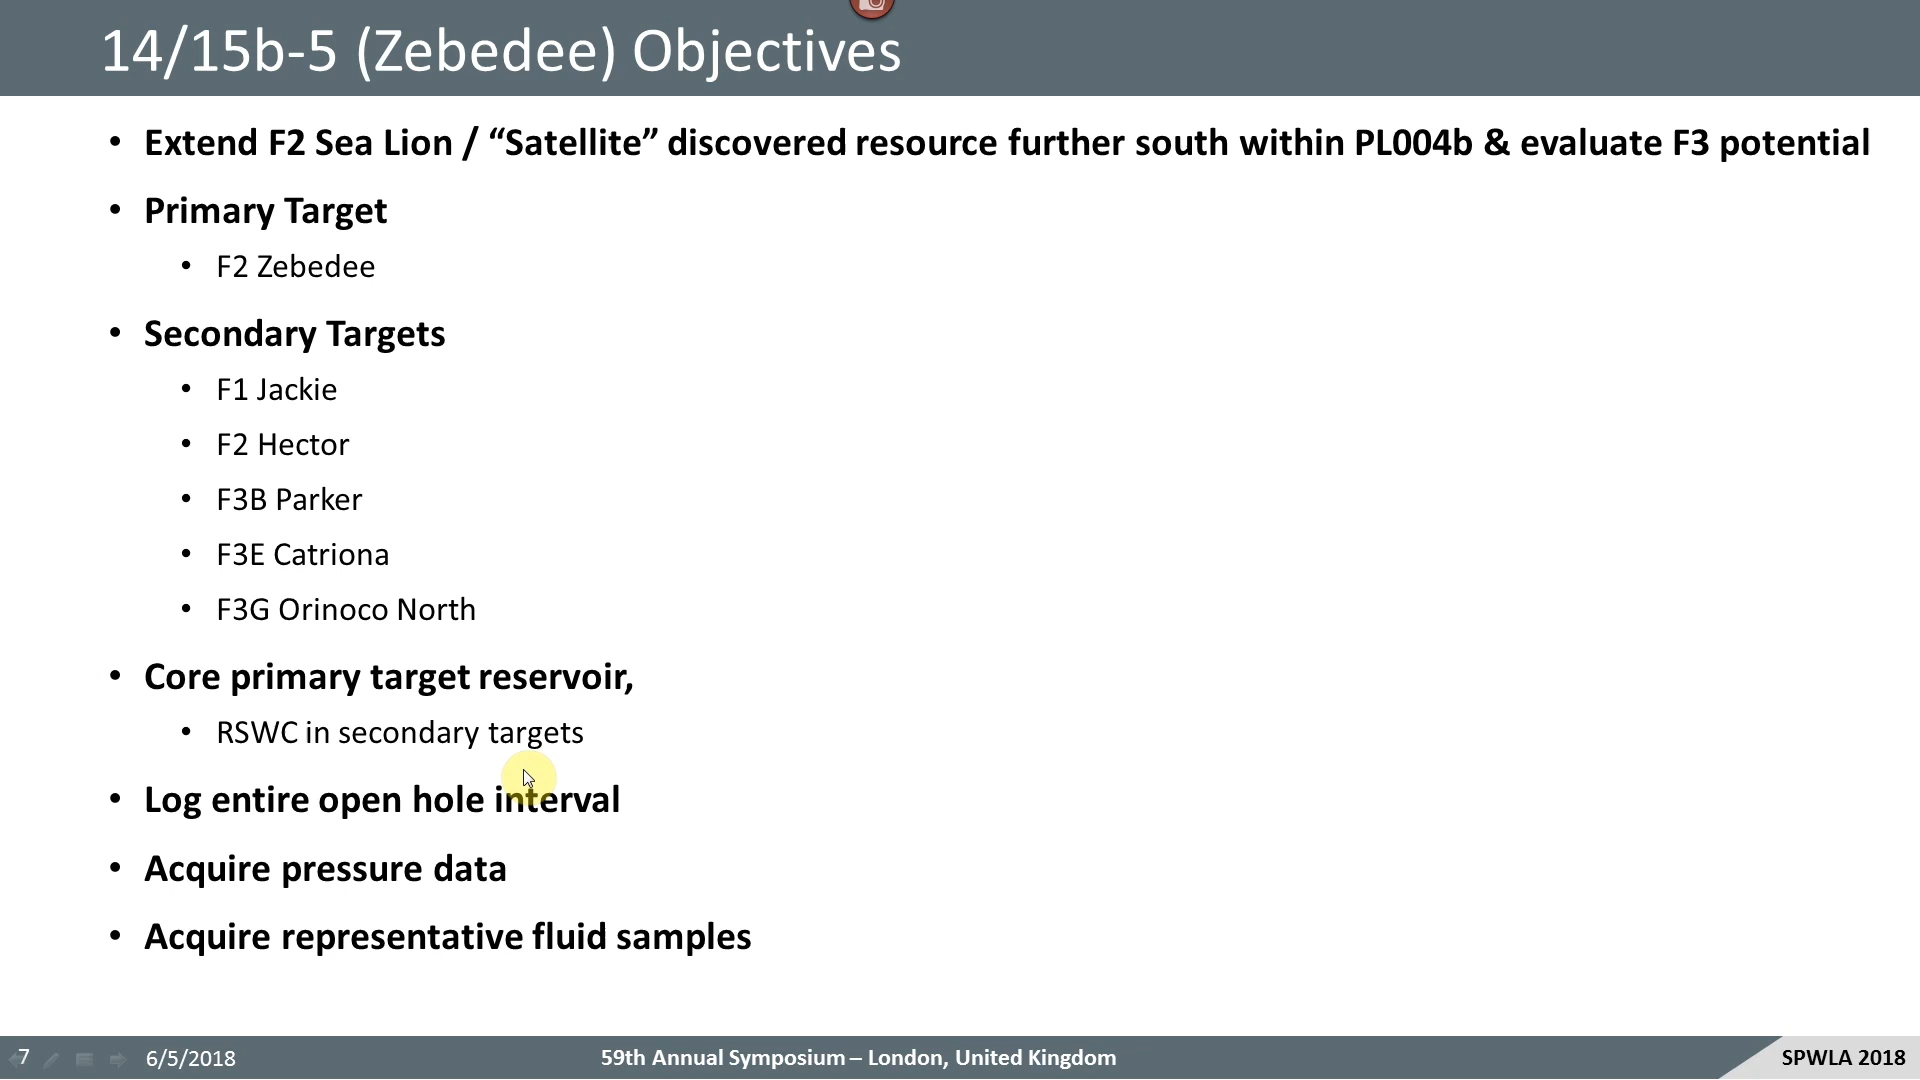 14/15b-5 (Zebedee) Objectives
• Extend F2 Sea Lion / “Satellite” discovered resource further south within PL004b & evaluate F3 potential
• Primary Target
• F2 Zebedee
• Secondary Targets
• F1 Jackie
• F2 Hector
• F3B Parker
• F3E Catriona
• F3G Orinoco North
• Core primary target reservoir,
• RSWC in secondary targets
• Log entire open hole interval
• Acquire pressure data
• Acquire representative fluid samples
7 6/5/2018 59th Annual Symposium – London, United Kingdom SPWLA 2018